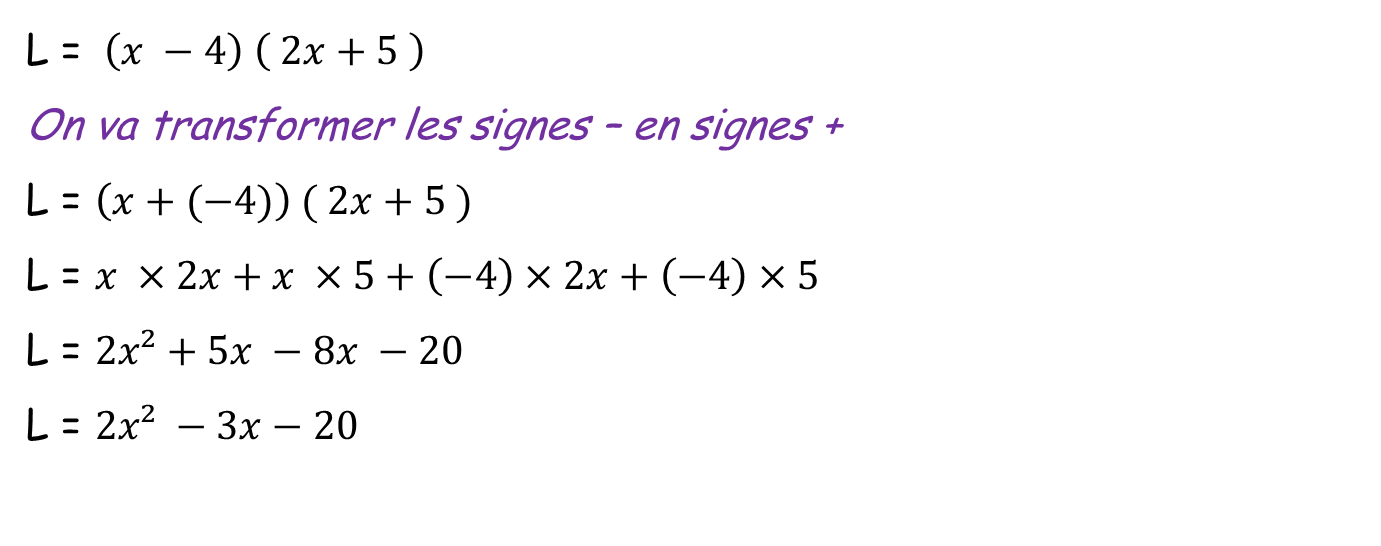 L = (x − 4) ( 2x + 5 )
On va transformer les signes – en signes +
L = (x + (−4)) ( 2x + 5 )
L = x × 2x + x × 5 + (−4) × 2x + (−4) × 5
L = 2x² + 5x − 8x − 20
L = 2x² − 3x − 20